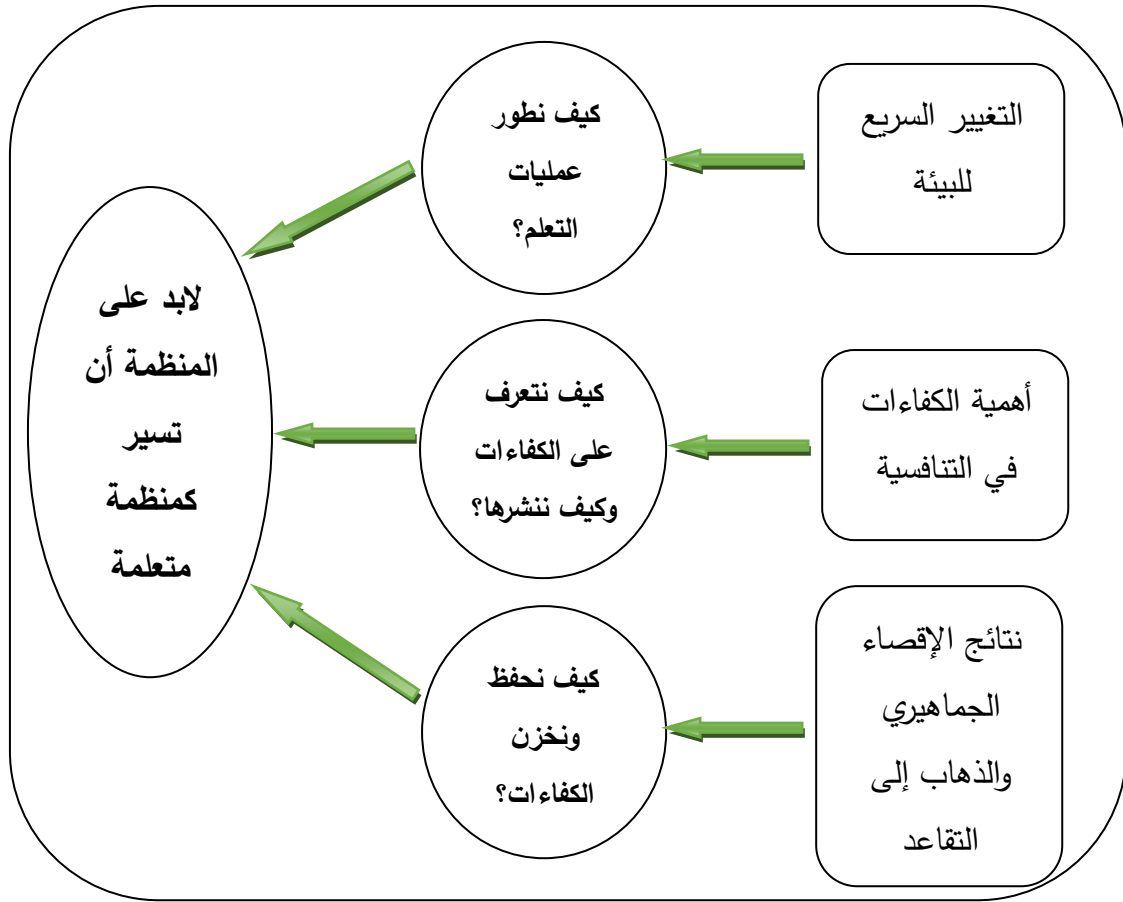 التغيير السريع
للبيئة
كيف نطور
عمليات
التعلم؟
أهمية الكفاءات
في التنافسية
كيف نتعرف
على الكفاءات
وكيف ننشرها؟
نتائج الإقصاء
الجماهيري
والذهاب إلى
التقاعد
كيف نحفظ
ونخزن
الكفاءات؟
لابد على
المنظمة أن
تسير
كمنظمة
متعلمة